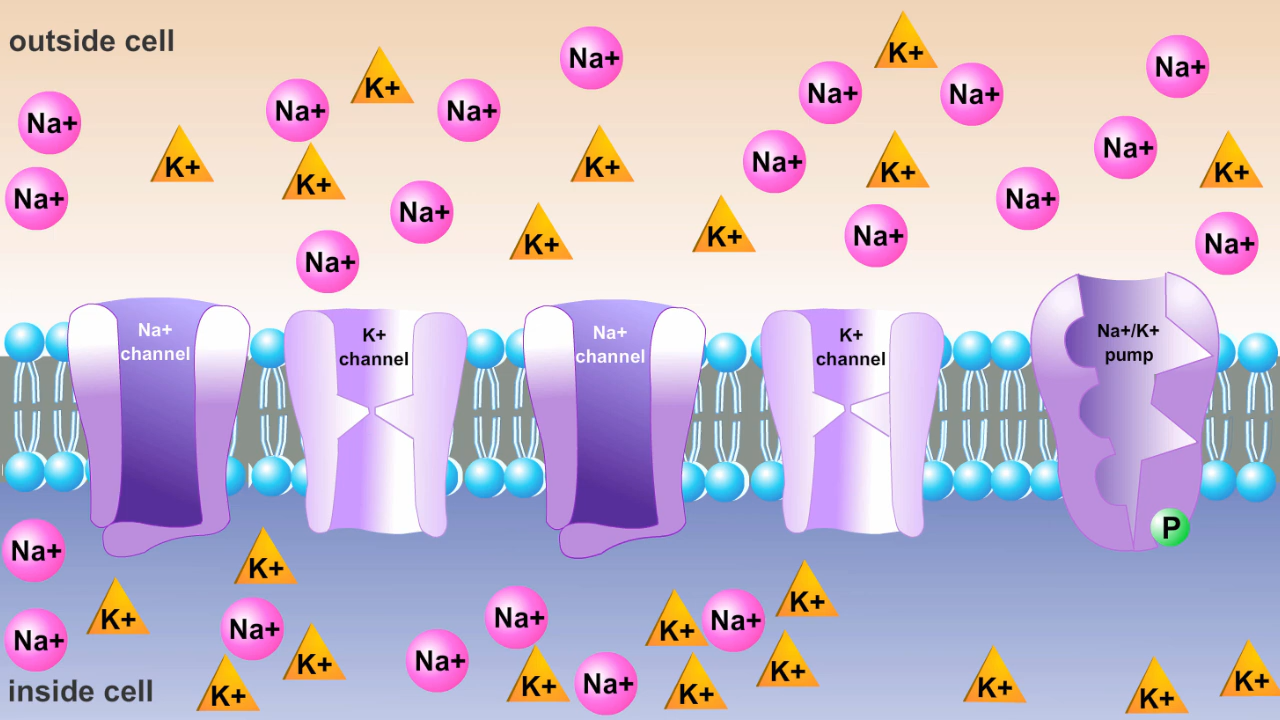 outside cell
Na+
K+
Na+
Na+
Na+
K+
Na+
K+
Na+
Na+
K+
K+
Na+
Na+
K+
K+
Na+
Na+
K+
Na+
K+
Na+
K+
Na+
Na+
Na+
K+
Na+
Na+
channel
K+
channel
Na+
channel
K+
channel
Na+/K+
pump
P
Na+
K+
K+
Na+
Na+
K+
K+
Na+
Na+
K+
Na+
K+
Na+
K+
K+
K+
K+
K+
K+
inside cell